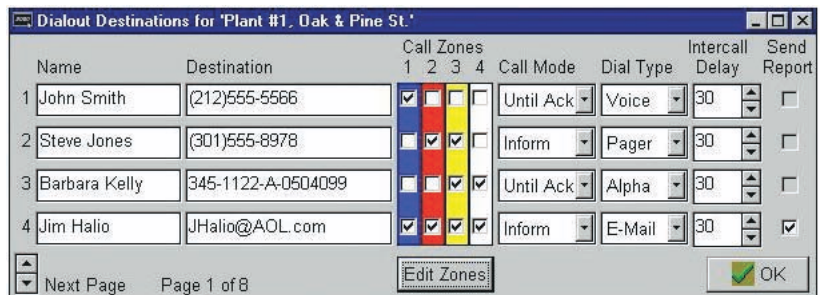 Dialout Destinations for 'Plant #1, Oak & Pine St.'
Call Zones Intercall Send
Name Destination 1 2 3 4 Call Mode Dial Type Delay Report
1 John Smith (212)555-5566 Until Ack Voice 30
2 Steve Jones (301)555-8978 Inform Pager 30
3 Barbara Kelly 345-1122-A-0504099 Until Ack Alpha 30
4 Jim Halio JHalio@AOL.com Inform E-Mail 30
Next Page Page 1 of 8 Edit Zones OK